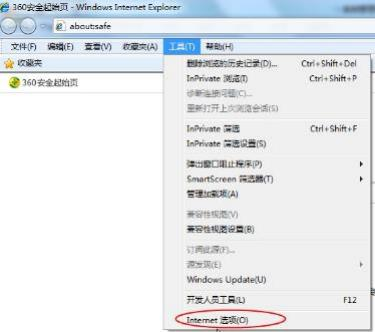 360安全起始页 - Windows Internet Explorer
about:safe
文件(F) 编辑(E) 查看(V) 收藏夹(A) 工具(T) 帮助(H)
收藏夹
360安全起始页
删除浏览的历史记录(D)... Ctrl+Shift+Del
InPrivate 浏览(I) Ctrl+Shift+P
诊断连接问题(C)...
重新打开上次浏览会话(S)
InPrivate 筛选 Ctrl+Shift+F
InPrivate 筛选设置(S)
弹出窗口阻止程序(P)
SmartScreen 筛选器(T)
管理加载项(A)
兼容性视图(V)
兼容性视图设置(B)
订阅此源(F)...
源发现(E)
Windows Update(U)
开发人员工具(L) F12
Internet 选项(O)